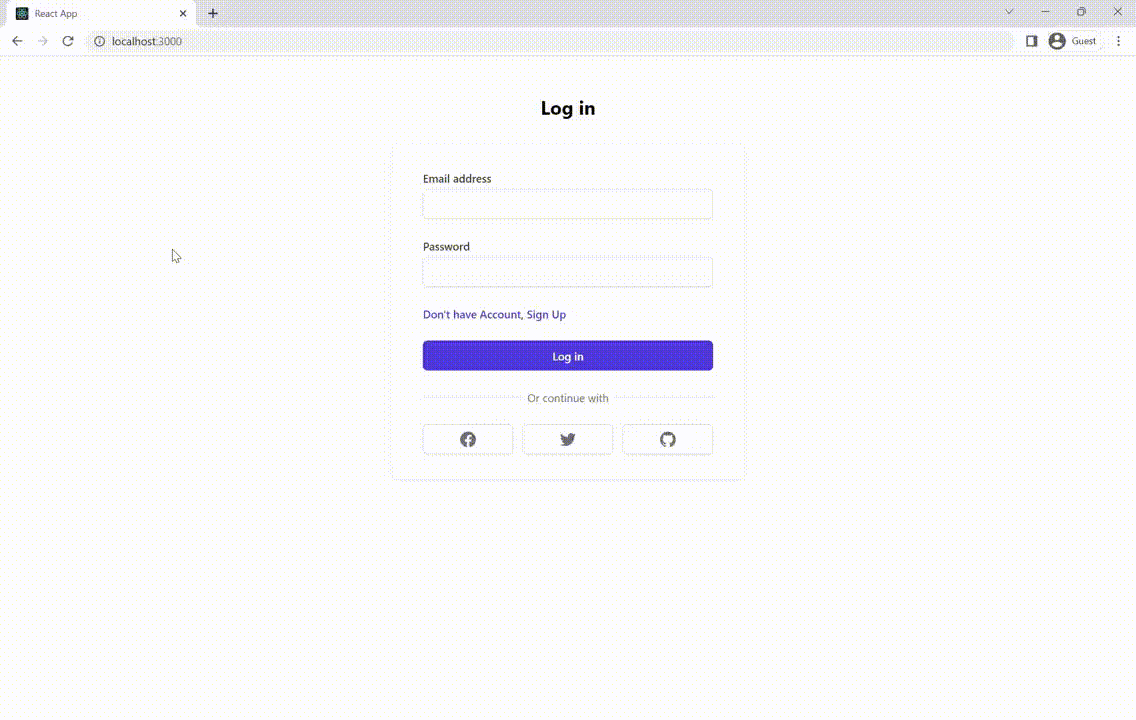 React App
localhost:3000
Guest
Log in
Email address
Password
Don't have Account, Sign Up
Log in
Or continue with